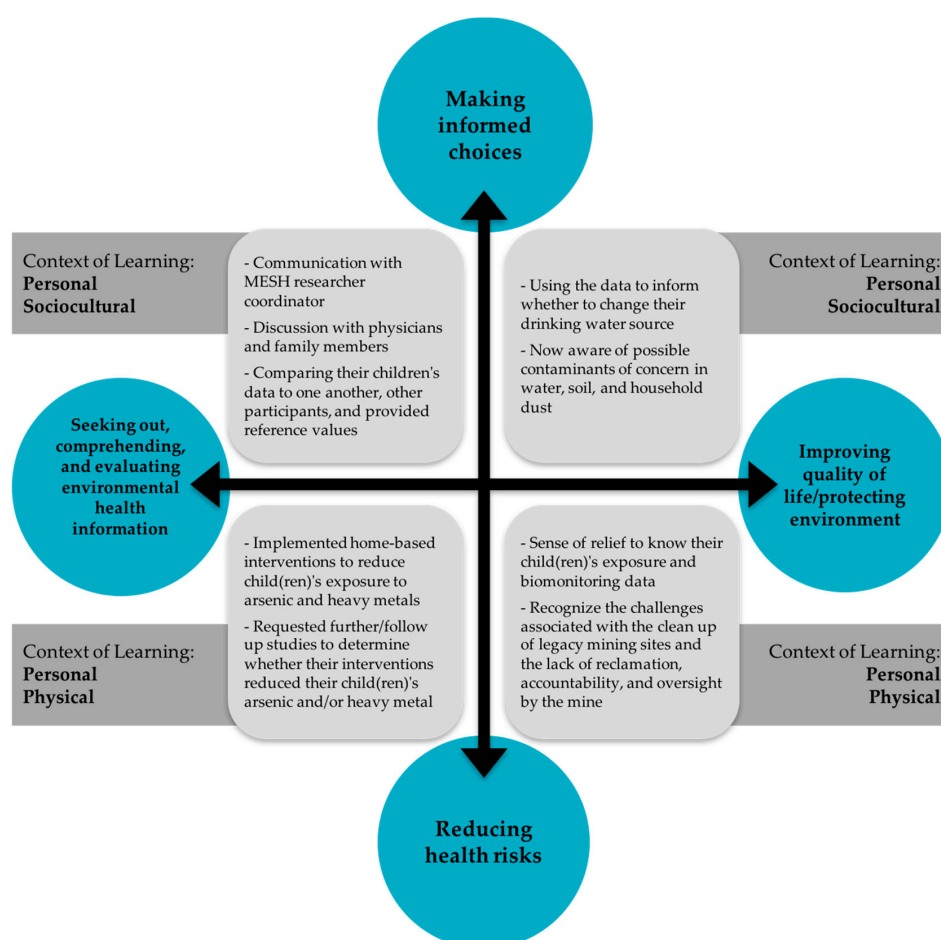 Making
informed
choices
Context of Learning:
Personal
Sociocultural
- Communication with
MESH researcher
coordinator
- Discussion with physicians
and family members
- Comparing their children's
data to one another, other
participants, and provided
reference values
- Using the data to inform
whether to change their
drinking water source
- Now aware of possible
contaminants of concern in
water, soil, and household
dust
Context of Learning:
Personal
Sociocultural
Seeking out,
comprehending,
and evaluating
environmental
health
information
Improving
quality of
life/protecting
environment
Context of Learning:
Personal
Physical
- Implemented home-based
interventions to reduce
child(ren)'s exposure to
arsenic and heavy metals
- Requested further/follow
up studies to determine
whether their interventions
reduced their child(ren)'s
arsenic and/or heavy metal
- Sense of relief to know their
child(ren)'s exposure and
biomonitoring data
- Recognize the challenges
associated with the clean up
of legacy mining sites and
the lack of reclamation,
accountability, and oversight
by the mine
Context of Learning:
Personal
Physical
Reducing
health risks